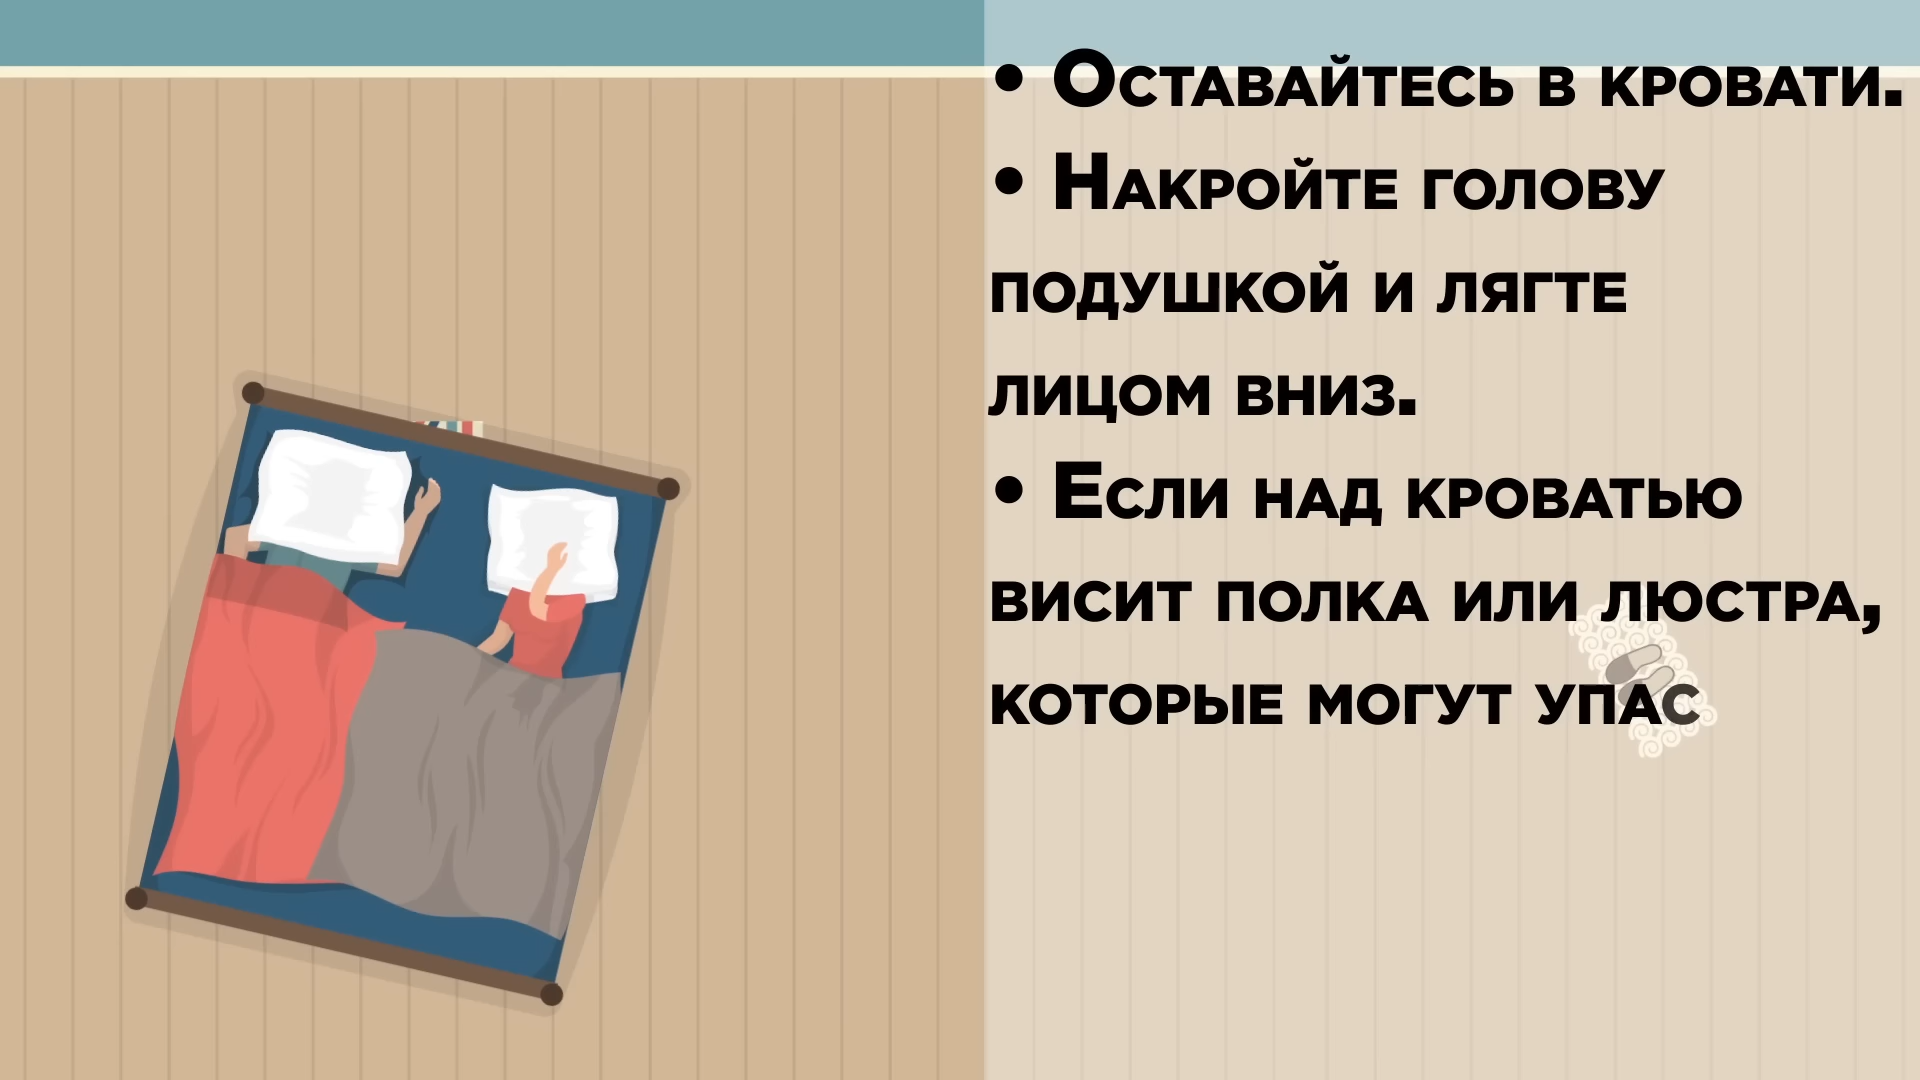 • Оставайтесь в кровати.
• Накройте голову
подушкой и лягте
лицом вниз.
• Если над кроватью
висит полка или люстра,
которые могут упас